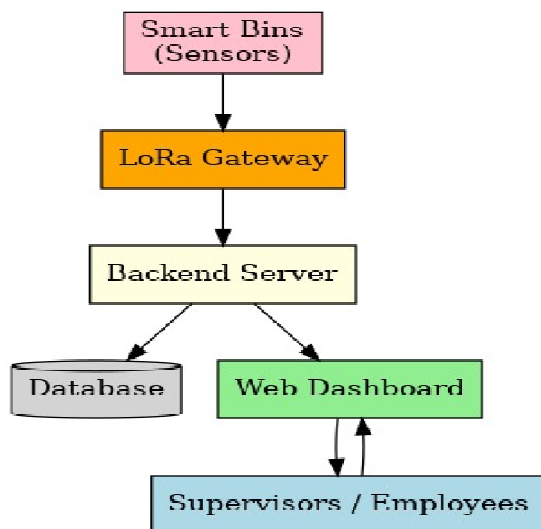 Smart Bins
(Sensors)
LoRa Gateway
Backend Server
Database
Web Dashboard
Supervisors / Employees